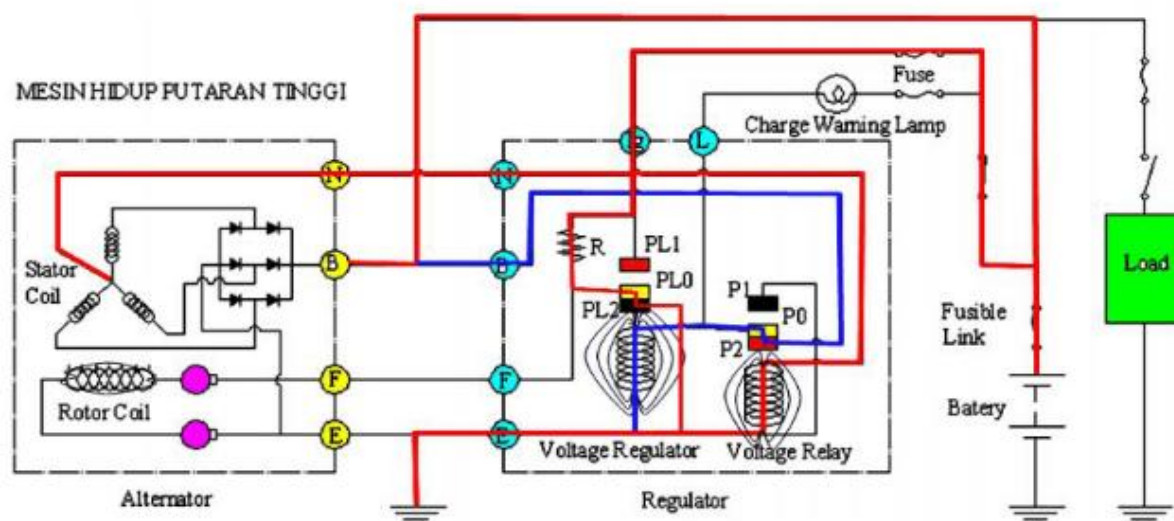 MESIN HIDUP PUTARAN TINGGI
Fuse
Charge Warning Lamp
L
N
N
B
B
R
PL1
PL0
PL2
P1
P0
P2
Stator
Coil
Load
Fusible
Link
F
F
Rotor Coil
E
E
Batery
Voltage Regulator
Voltage Relay
Alternator
Regulator